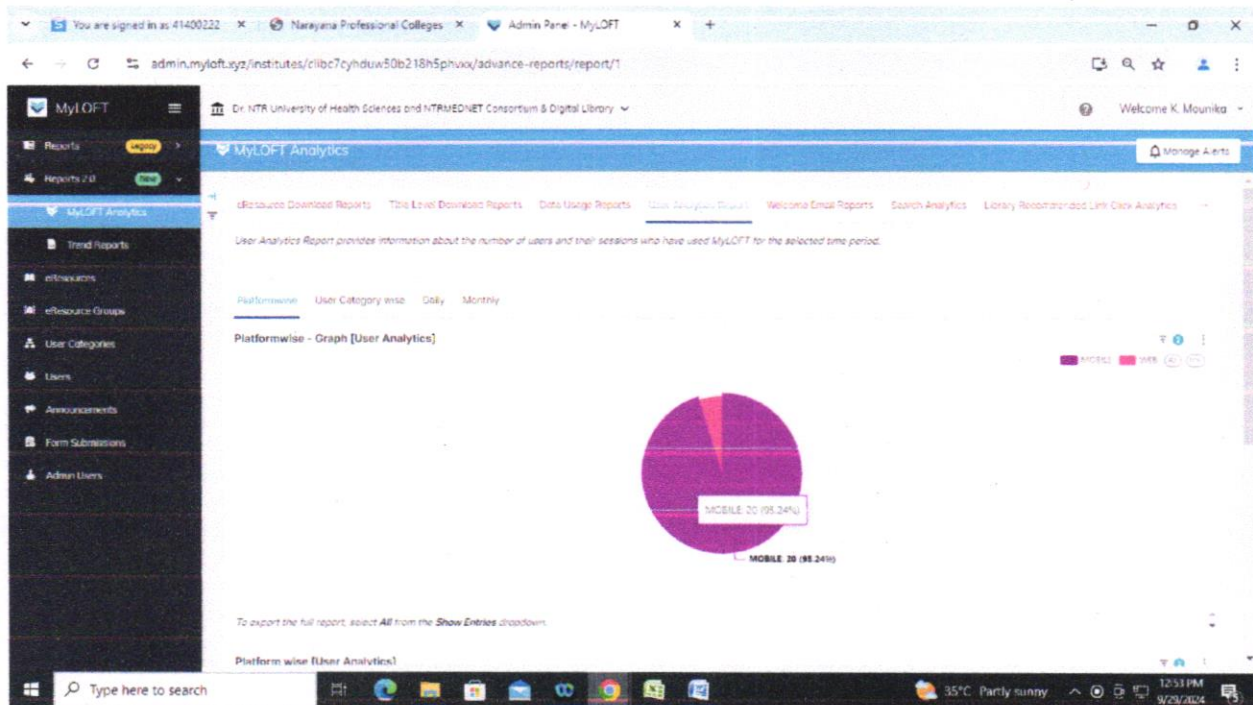 You are signed in as 41400222
Narayana Professional Colleges
Admin Panel - MyLOFT
admin.myloft.xyz/institutes/clibc7cyhduw50b218h5phvxx/advance-reports/report/1
MyLOFT
Dr. NTR University of Health Sciences and NTRMEDNET Consortium & Digital Library
Welcome K. Mounika
Reports Legacy
MyLOFT Analytics
Manage Alerts
Reports 2.0 New
MyLOFT Analytics
eResource Download Reports Title Level Download Reports Data Usage Reports User Analytics Report Welcome Email Reports Search Analytics Library Recommended Link Click Analytics
User Analytics Report provides information about the number of users and their sessions who have used MyLOFT for the selected time period.
Trend Reports
eResources
eResource Groups
Platformwise User Category wise Daily Monthly
User Categories
Platformwise - Graph [User Analytics]
2
MOBILE WEB
Users
Announcements
Form Submissions
Admin Users
MOBILE: 20 (95.24%)
MOBILE: 20 (95.24%)
To export the full report, select All from the Show Entries dropdown.
Platform wise [User Analytics]
Type here to search
35°C Partly sunny
12:53 PM
9/29/2024
5